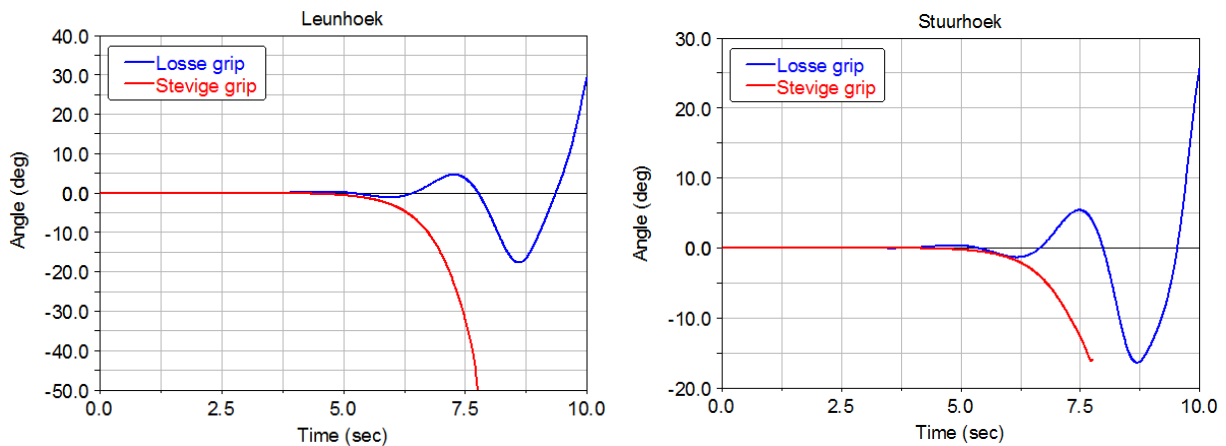 Leunhoek
40.0
30.0
20.0
10.0
0.0
-10.0
-20.0
-30.0
-40.0
-50.0
Angle (deg)
Losse grip
Stevige grip
0.0 2.5 5.0 7.5 10.0
Time (sec)
Stuurhoek
30.0
20.0
10.0
0.0
-10.0
-20.0
Angle (deg)
Losse grip
Stevige grip
0.0 2.5 5.0 7.5 10.0
Time (sec)